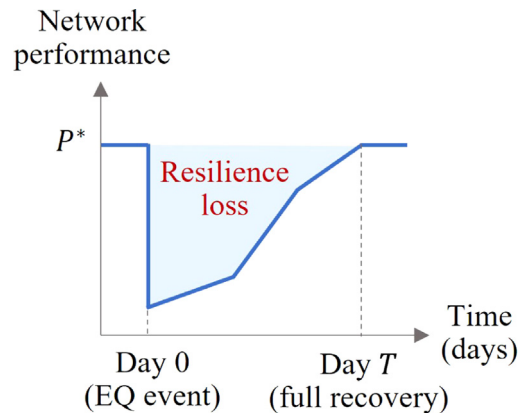 Network
performance
P*
Resilience
loss
Time
(days)
Day 0
(EQ event)
Day T
(full recovery)